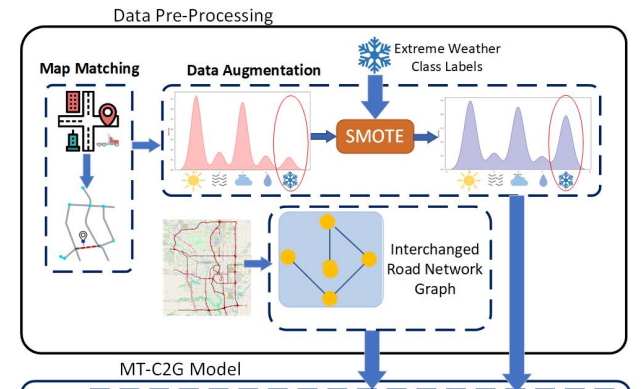 Data Pre-Processing
Extreme Weather
Class Labels
Map Matching
Data Augmentation
SMOTE
Interchanged
Road Network
Graph
MT-C2G Model